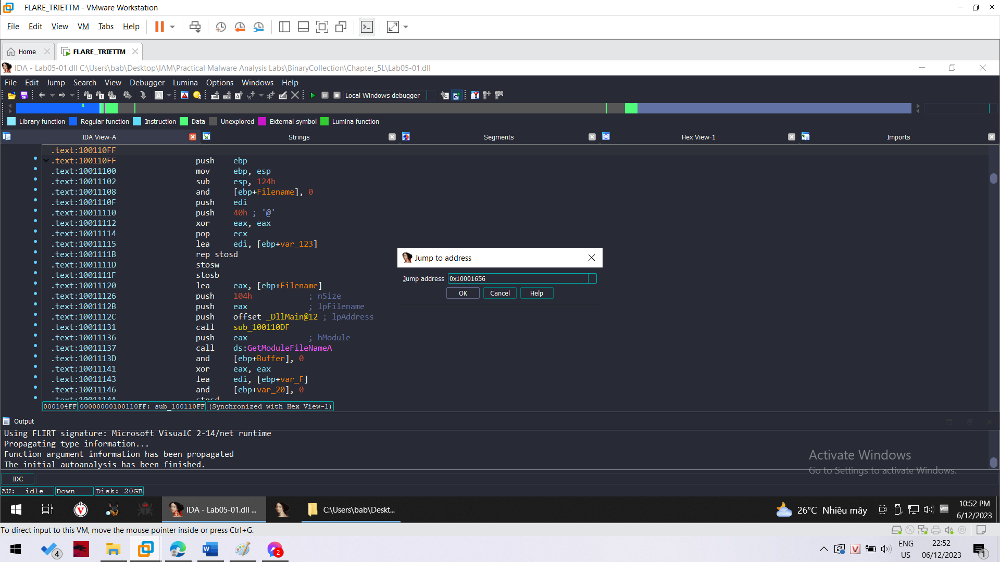 FLARE_TRIETTM - VMware Workstation
File Edit View VM Tabs Help
Home FLARE_TRIETTM
IDA - Lab05-01.dll C:\Users\bab\Desktop\IAM\Practical Malware Analysis Labs\BinaryCollection\Chapter_5L\Lab05-01.dll
File Edit Jump Search View Debugger Lumina Options Windows Help
Local Windows debugger
Library function Regular function Instruction Data Unexplored External symbol Lumina function
IDA View-A Strings Segments Hex View-1 Imports
.text:100110FF
.text:100110FF push ebp
.text:10011100 mov ebp, esp
.text:10011102 sub esp, 124h
.text:10011108 and [ebp+Filename], 0
.text:1001110F push edi
.text:10011110 push 40h ; '@'
.text:10011112 xor eax, eax
.text:10011114 pop ecx
.text:10011115 lea edi, [ebp+var_123]
.text:1001111B rep stosd
.text:1001111D stosw
.text:1001111F stosb
.text:10011120 lea eax, [ebp+Filename]
.text:10011126 push 104h ; nSize
.text:1001112B push eax ; lpFilename
.text:1001112C push offset _DllMain@12 ; lpAddress
.text:10011131 call sub_100110DF
.text:10011136 push eax ; hModule
.text:10011137 call ds:GetModuleFileNameA
.text:1001113D and [ebp+Buffer], 0
.text:10011141 xor eax, eax
.text:10011143 lea edi, [ebp+var_F]
.text:10011146 and [ebp+var_20], 0
.text:1001114A stosd
000104FF 00000000100110FF: sub_100110FF (Synchronized with Hex View-1)
Jump to address
Jump address 0x10001656
OK Cancel Help
Output
Using FLIRT signature: Microsoft VisualC 2-14/net runtime
Propagating type information...
Function argument information has been propagated
The initial autoanalysis has been finished.
Activate Windows
Go to Settings to activate Windows.
IDC
AU: idle Down Disk: 20GB
IDA - Lab05-01.dll ... C:\Users\bab\Deskt... 26°C Nhiều mây 10:52 PM
6/12/2023
To direct input to this VM, move the mouse pointer inside or press Ctrl+G.
4 2 ENG 22:52
US 06/12/2023 1